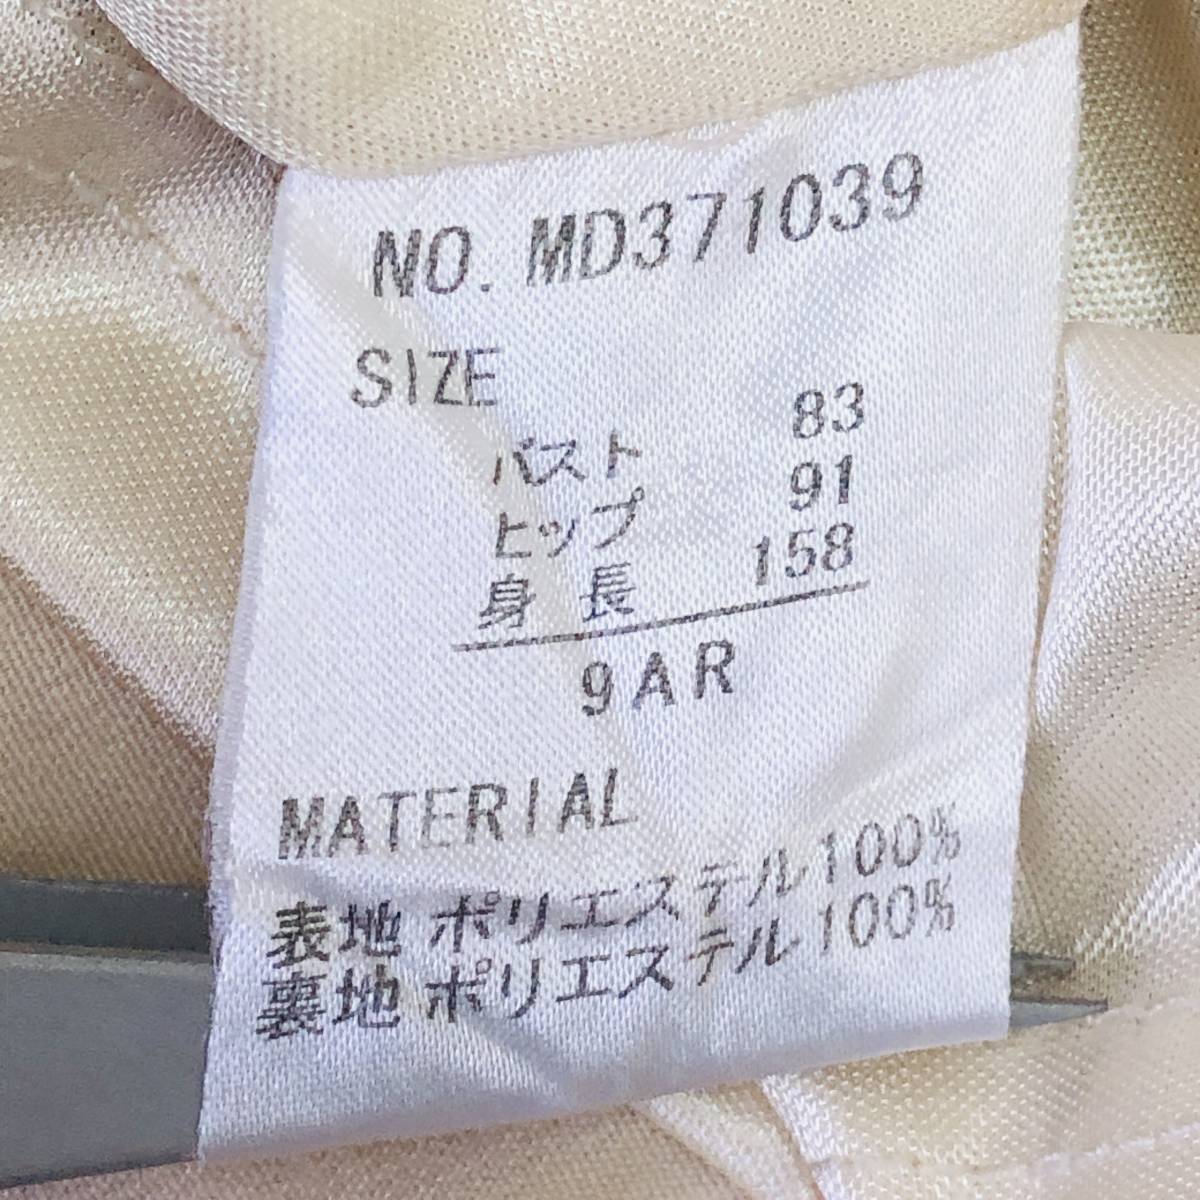 NO. MD371039
SIZE
バスト 83
ヒップ 91
身長 158
9AR
MATERIAL
表地 ポリエステル100%
裏地 ポリエステル100%